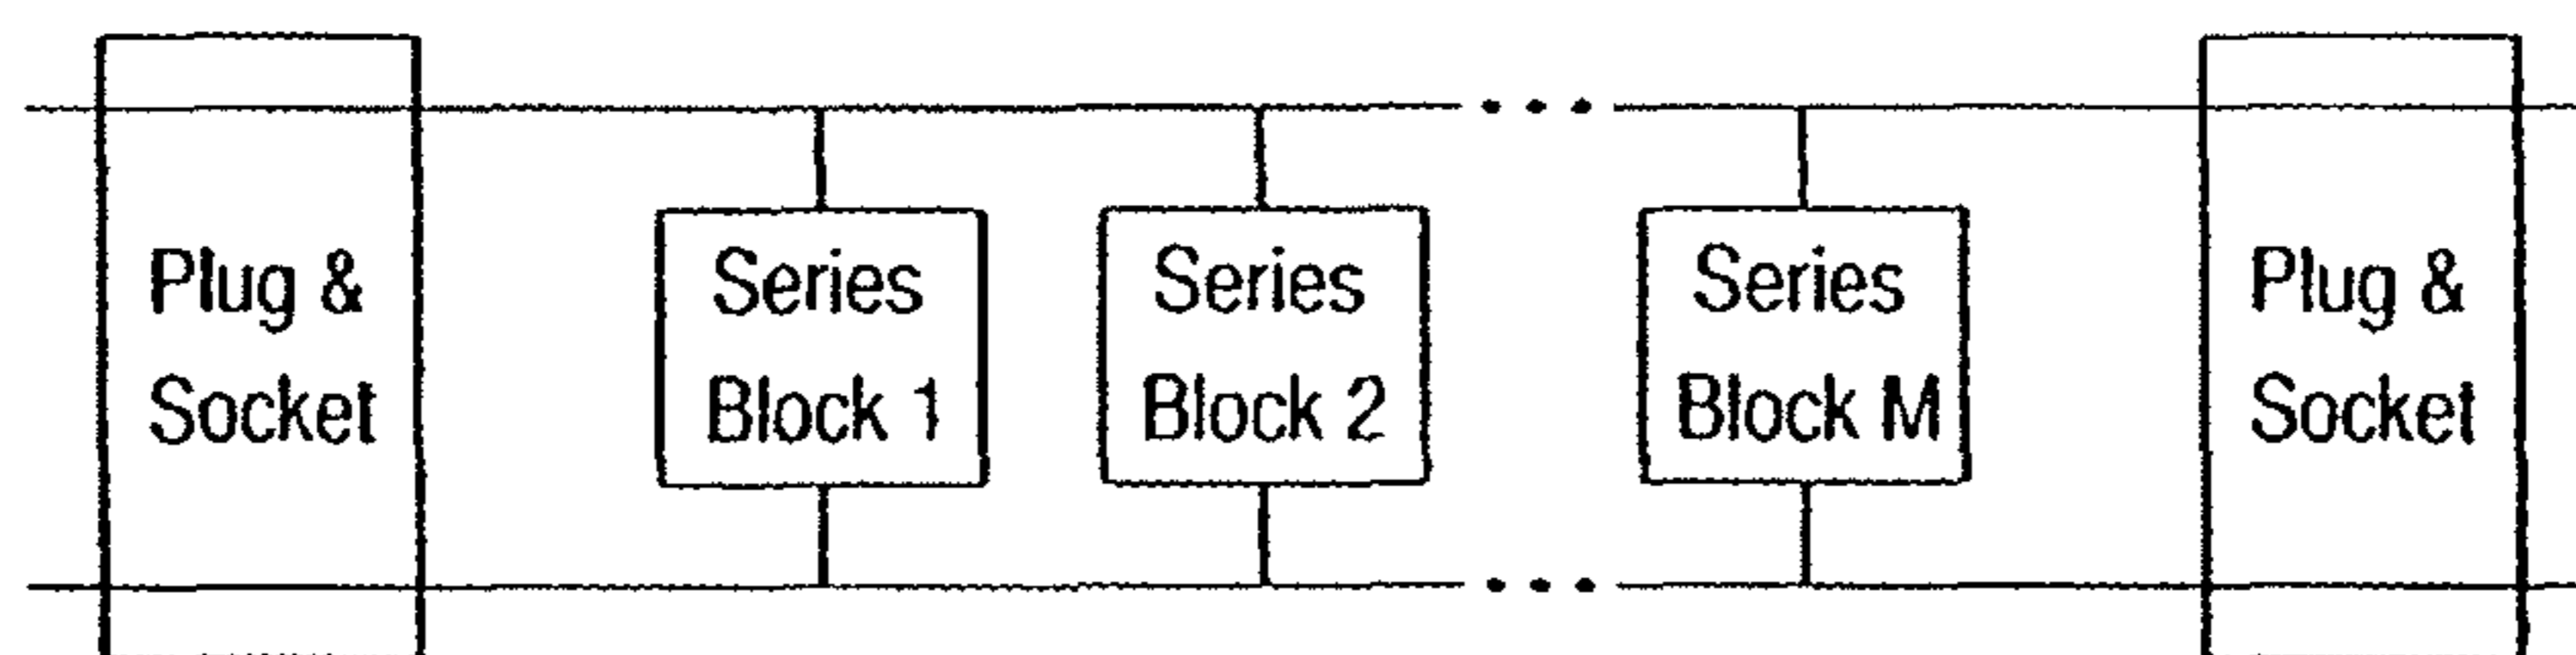 Plug &
Socket
Series
Block 1
Series
Block 2
Series
Block M
Plug &
Socket